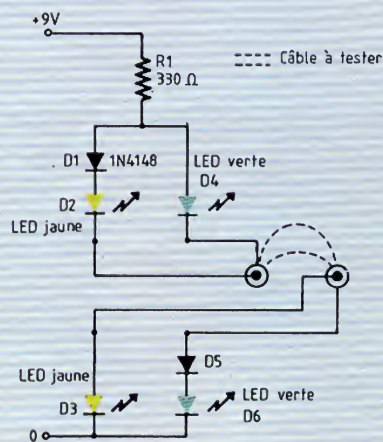 +9V
R1
330 Ω
Câble à tester
D1
1N4148
LED verte
D4
D2
LED jaune
LED jaune
D3
D5
LED verte
D6
0